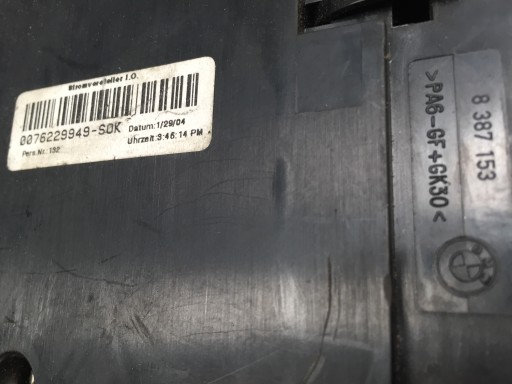 Stromverteiler I.O.
0076229949-SOK
Datum:1/29/04
Uhrzeit:3:45:14 PM
Pers.Nr.:132
8 387 153
>PA6-GF+GK30<